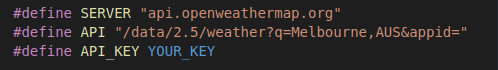 #define SERVER "api.openweathermap.org"
#define API "/data/2.5/weather?q=Melbourne,AUS&appid="
#define API_KEY YOUR_KEY